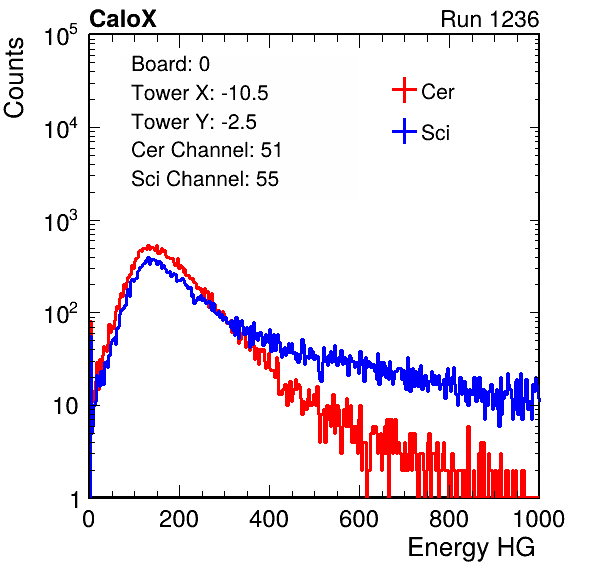 CaloX Run 1236
Counts
10^5
10^4
10^3
10^2
10
1
Board: 0
Tower X: -10.5
Tower Y: -2.5
Cer Channel: 51
Sci Channel: 55
Cer
Sci
0 200 400 600 800 1000
Energy HG